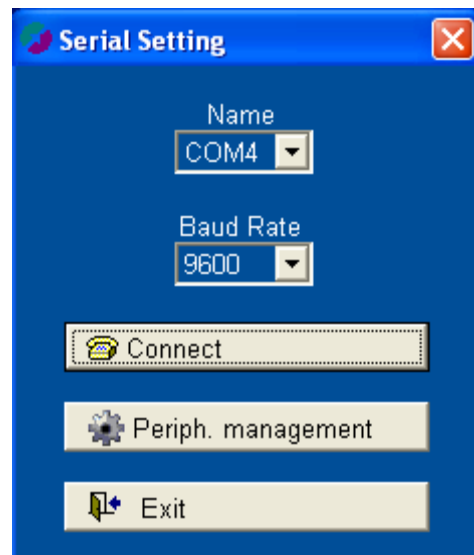 Serial Setting
Name
COM4
Baud Rate
9600
Connect
Periph. management
Exit